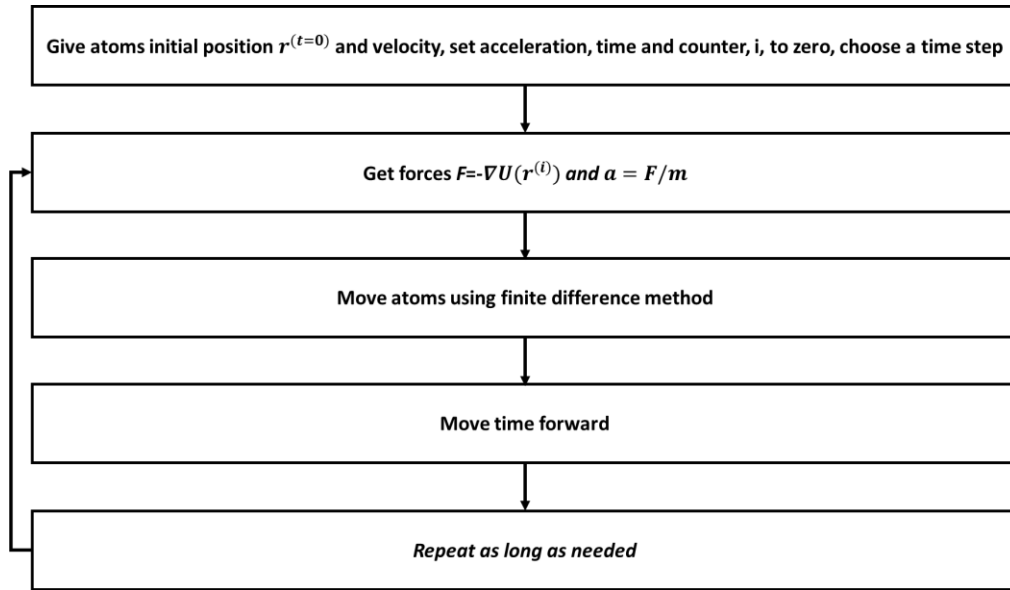 Give atoms initial position r^(t=0) and velocity, set acceleration, time and counter, i, to zero, choose a time step
Get forces F=-∇U(r^(i)) and a = F/m
Move atoms using finite difference method
Move time forward
Repeat as long as needed